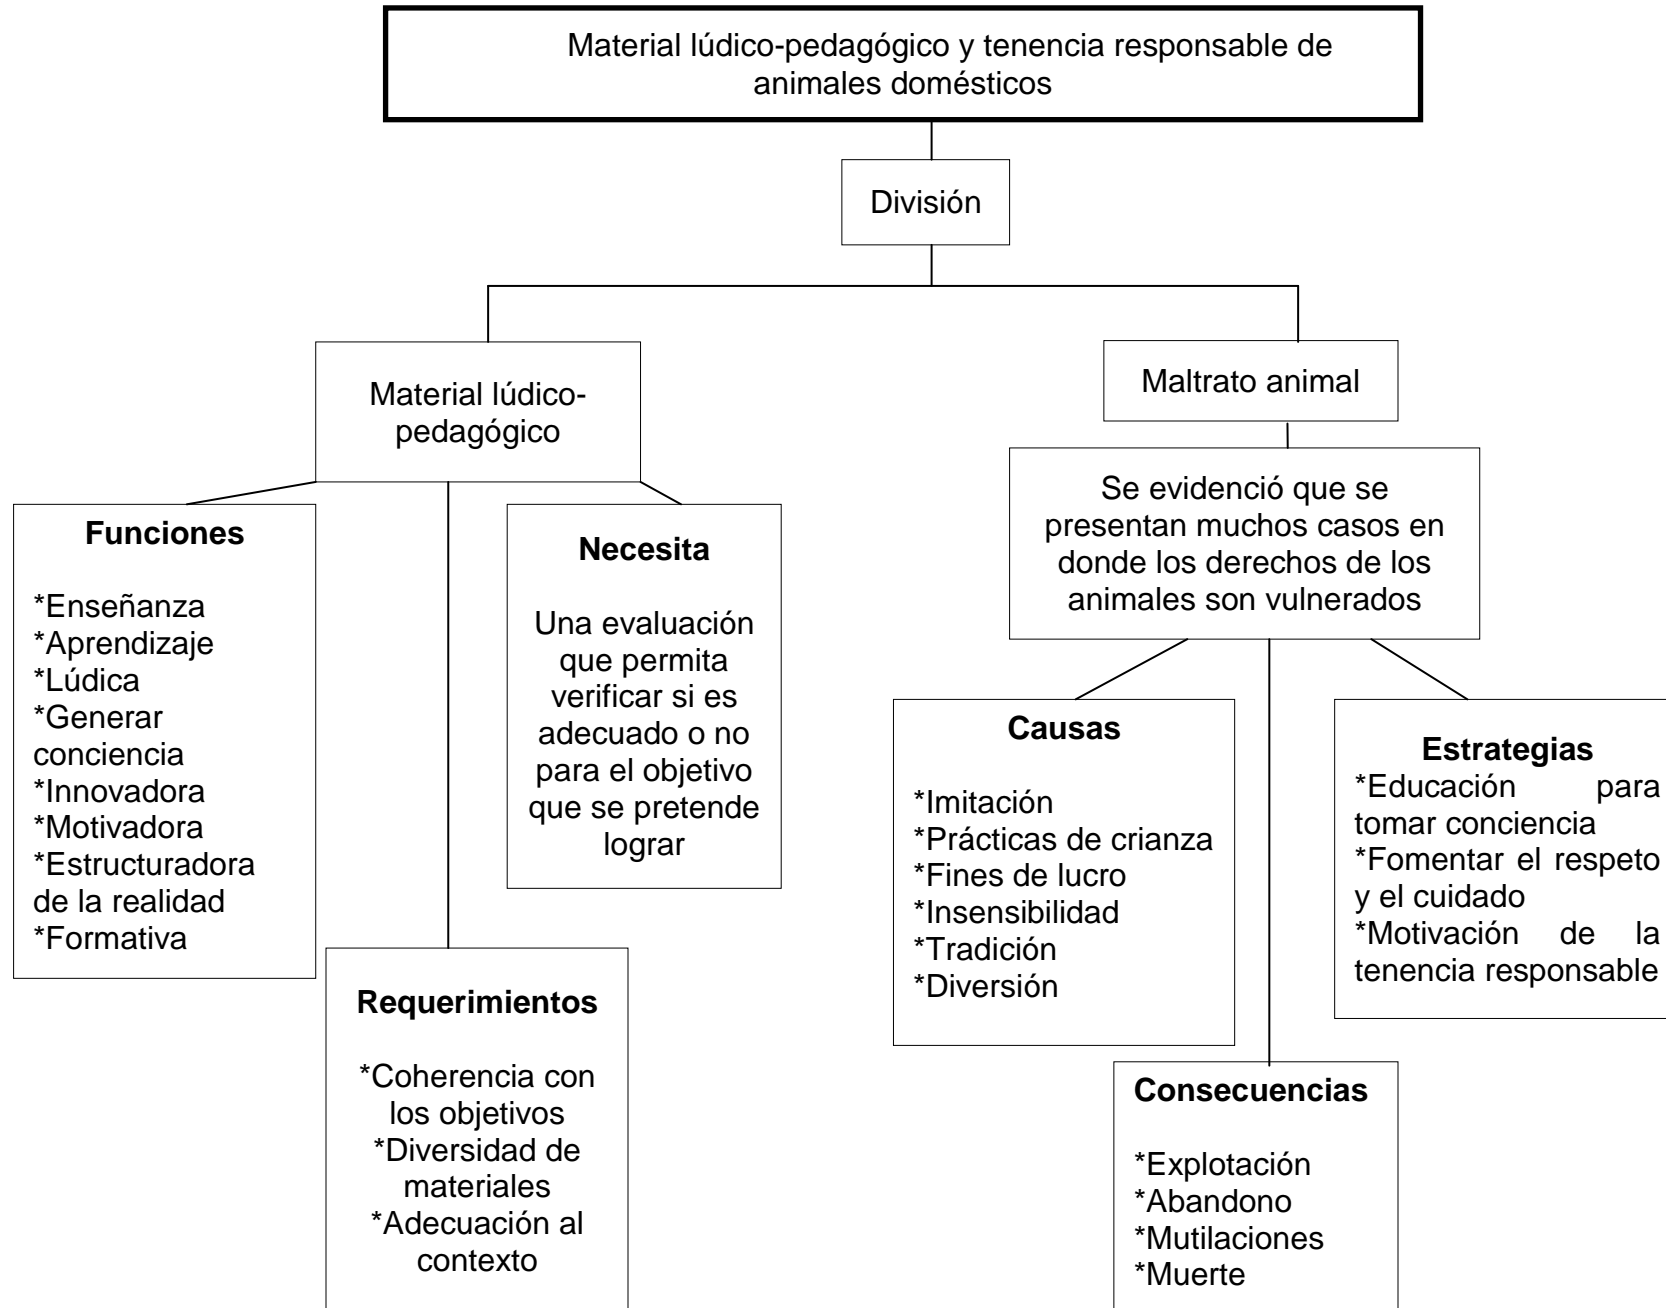 Material lúdico-pedagógico y tenencia responsable de
animales domésticos
División
Material lúdico-
pedagógico
Maltrato animal
Se evidenció que se
presentan muchos casos en
donde los derechos de los
animales son vulnerados
Funciones
*Enseñanza
*Aprendizaje
*Lúdica
*Generar
conciencia
*Innovadora
*Motivadora
*Estructuradora
de la realidad
*Formativa
Necesita
Una evaluación
que permita
verificar si es
adecuado o no
para el objetivo
que se pretende
lograr
Requerimientos
*Coherencia con
los objetivos
*Diversidad de
materiales
*Adecuación al
contexto
Causas
*Imitación
*Prácticas de crianza
*Fines de lucro
*Insensibilidad
*Tradición
*Diversión
Estrategias
*Educación para
tomar conciencia
*Fomentar el respeto
y el cuidado
*Motivación de la
tenencia responsable
Consecuencias
*Explotación
*Abandono
*Mutilaciones
*Muerte